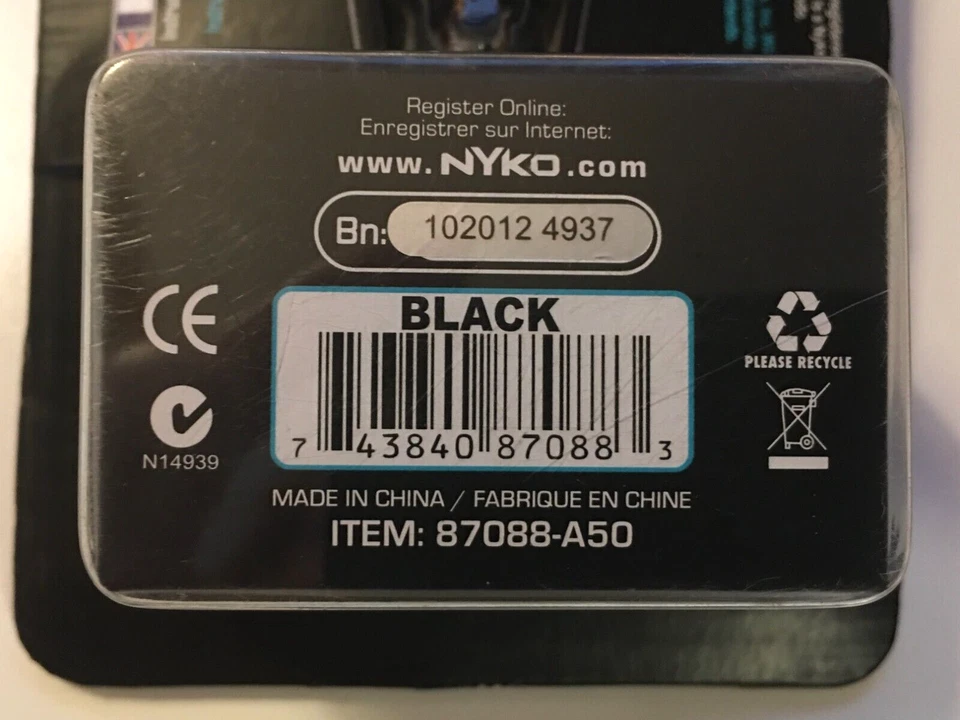 Register Online:
Enregistrer sur Internet:
www.NYKO.com
Bn: 102012 4937
CE
BLACK
7 43840 87088 3
N14939
PLEASE RECYCLE
MADE IN CHINA / FABRIQUE EN CHINE
ITEM: 87088-A50